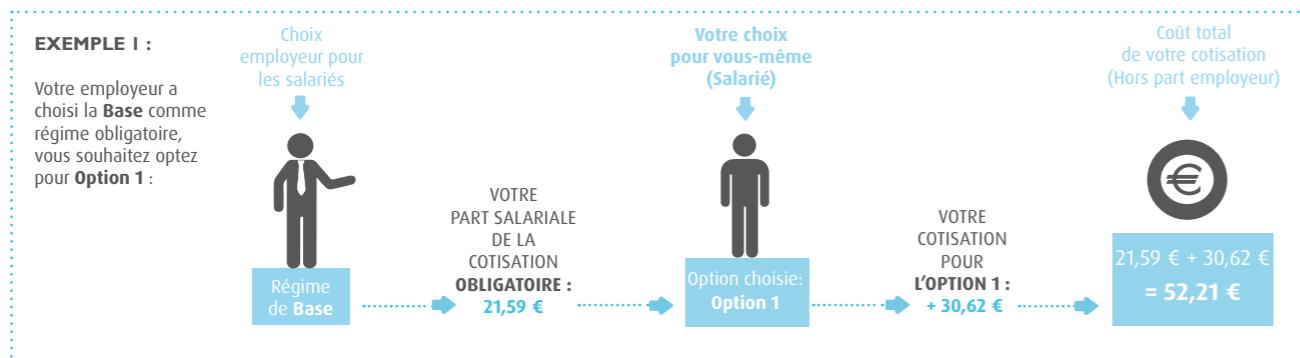 EXEMPLE 1 :
Votre employeur a
choisi la Base comme
régime obligatoire,
vous souhaitez optez
pour Option 1 :
Choix
employeur pour
les salariés
Régime
de Base
VOTRE
PART SALARIALE
DE LA
COTISATION
OBLIGATOIRE :
21,59 €
Votre choix
pour vous-même
(Salarié)
Option choisie:
Option 1
VOTRE
COTISATION
POUR
L'OPTION 1 :
+ 30,62 €
Coût total
de votre cotisation
(Hors part employeur)
€
21,59 € + 30,62 €
= 52,21 €